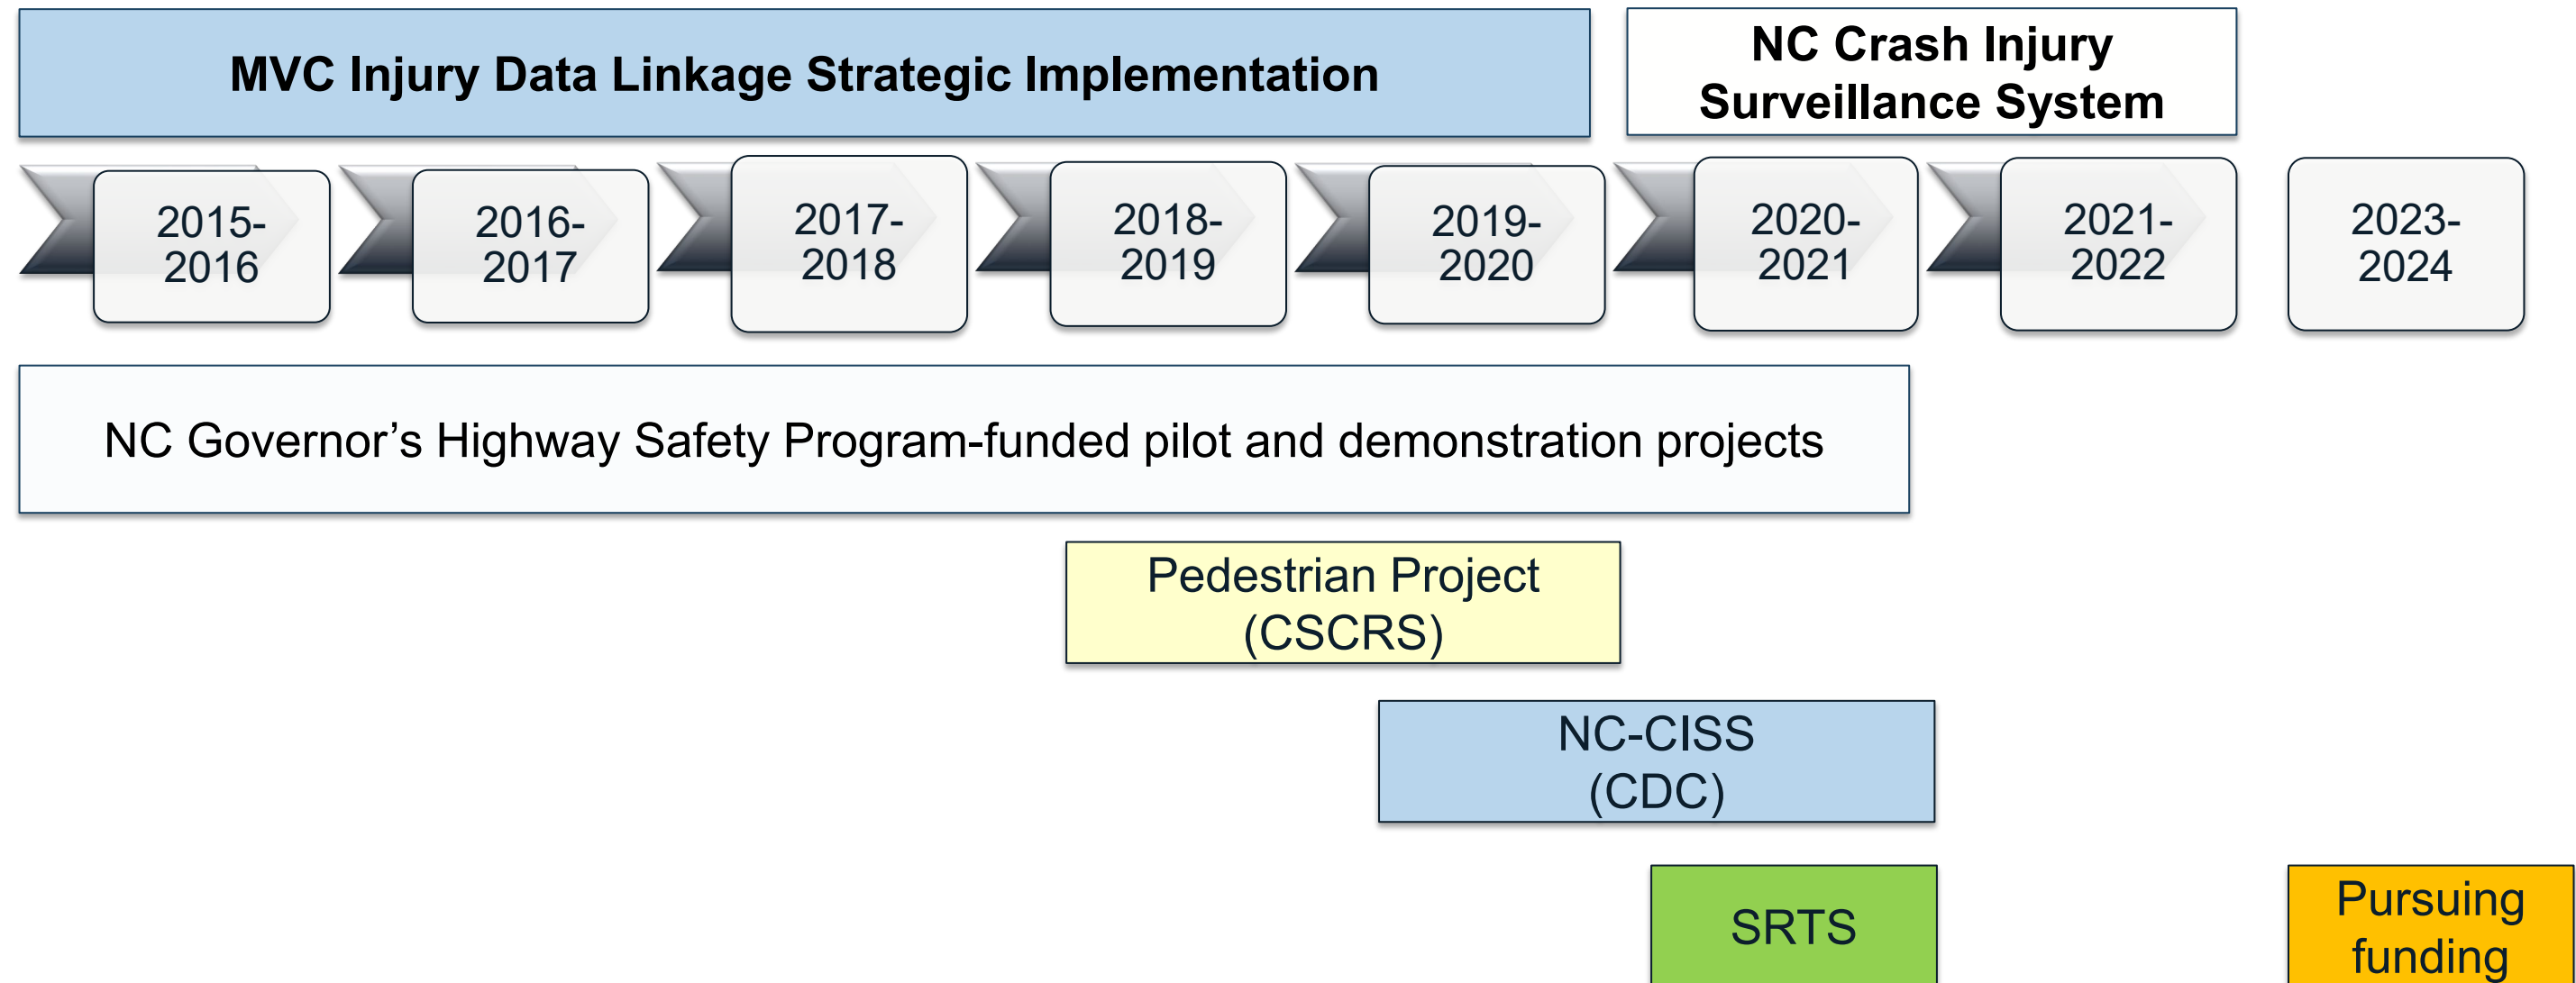 MVC Injury Data Linkage Strategic Implementation
NC Crash Injury
Surveillance System
2015-
2016
2016-
2017
2017-
2018
2018-
2019
2019-
2020
2020-
2021
2021-
2022
2023-
2024
NC Governor’s Highway Safety Program-funded pilot and demonstration projects
Pedestrian Project
(CSCRS)
NC-CISS
(CDC)
SRTS
Pursuing
funding